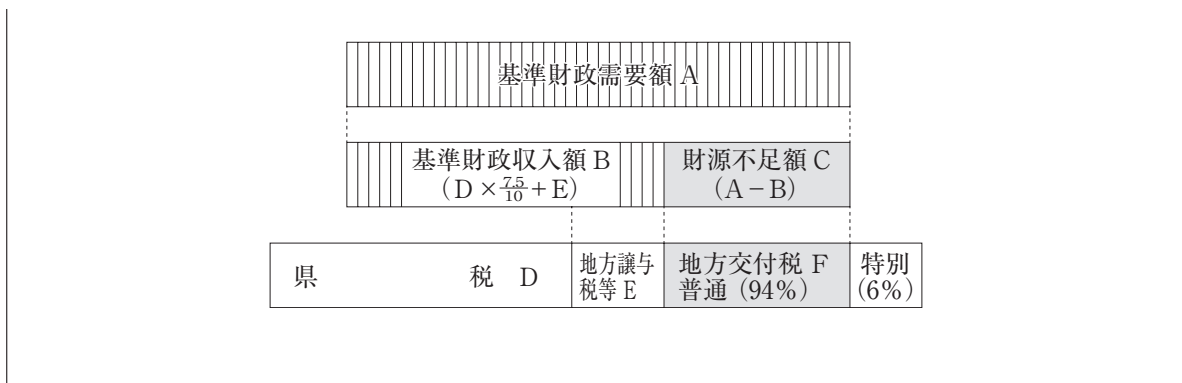 基準財政需要額 A
基準財政収入額 B
（D×7.5/10＋E）
財源不足額 C
（A－B）
県 税 D
地方譲与
税等 E
地方交付税 F
普通（94%）
特別
（6%）